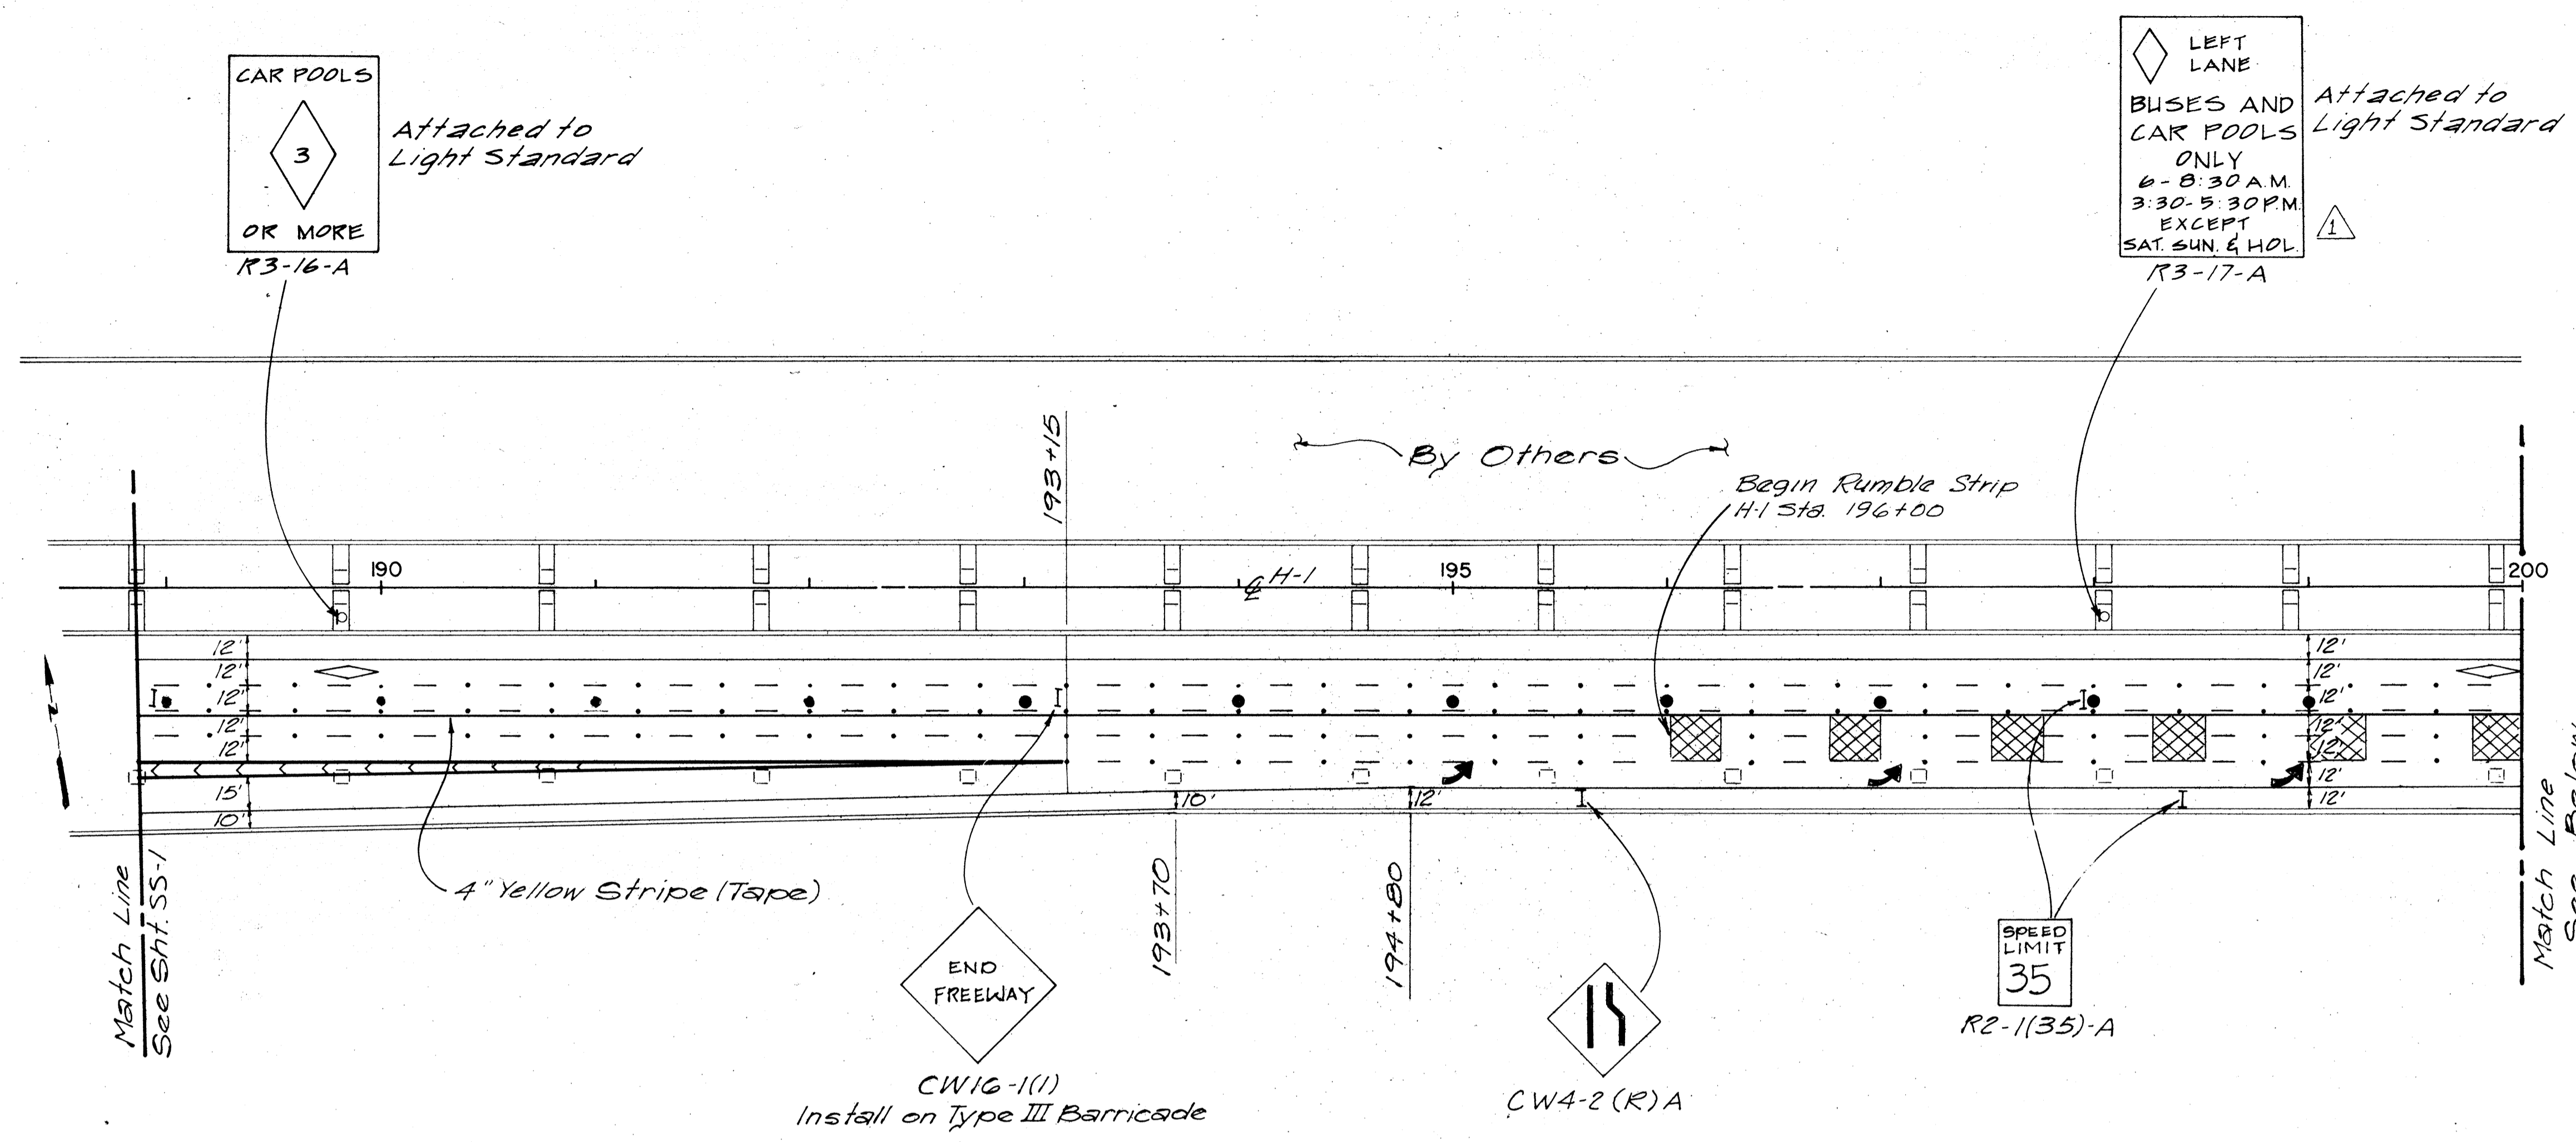 CAR POOLS
3
OR MORE
R3-16-A
Attached to
Light Standard
LEFT
LANE
BUSES AND
CAR POOLS
ONLY
6-8:30 A.M.
3:30-5:30 P.M.
EXCEPT
SAT. SUN. & HOL.
R3-17-A
Attached to
Light Standard
1
193+15
By Others
Begin Rumble Strip
H-1 Sta. 196+00
190
℄ H-1
195
200
12'
12'
12'
12'
12'
15'
10'
10'
12'
12'
12'
12'
12'
12'
12'
12'
Match Line
See Sht. SS-1
4" Yellow Stripe (Tape)
END
FREEWAY
CW16-1(1)
Install on Type III Barricade
193+70
194+80
CW4-2(R)A
SPEED
LIMIT
35
R2-1(35)-A
Match Line